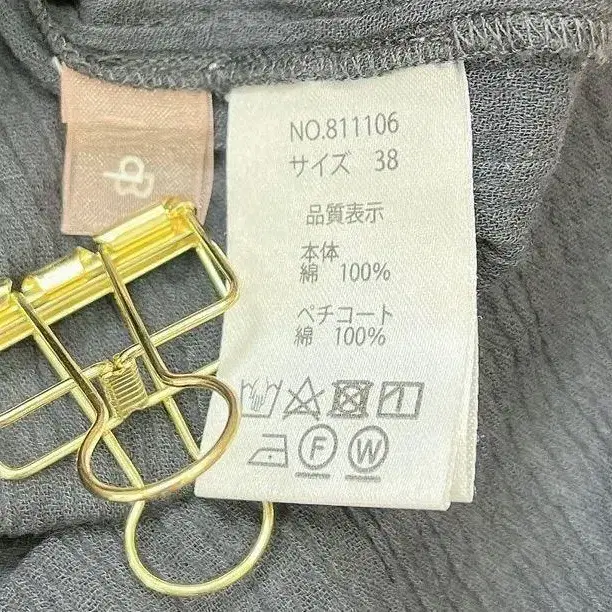 NO.811106
サイズ 38
品質表示
本体
綿 100%
ペチコート
綿 100%
F W